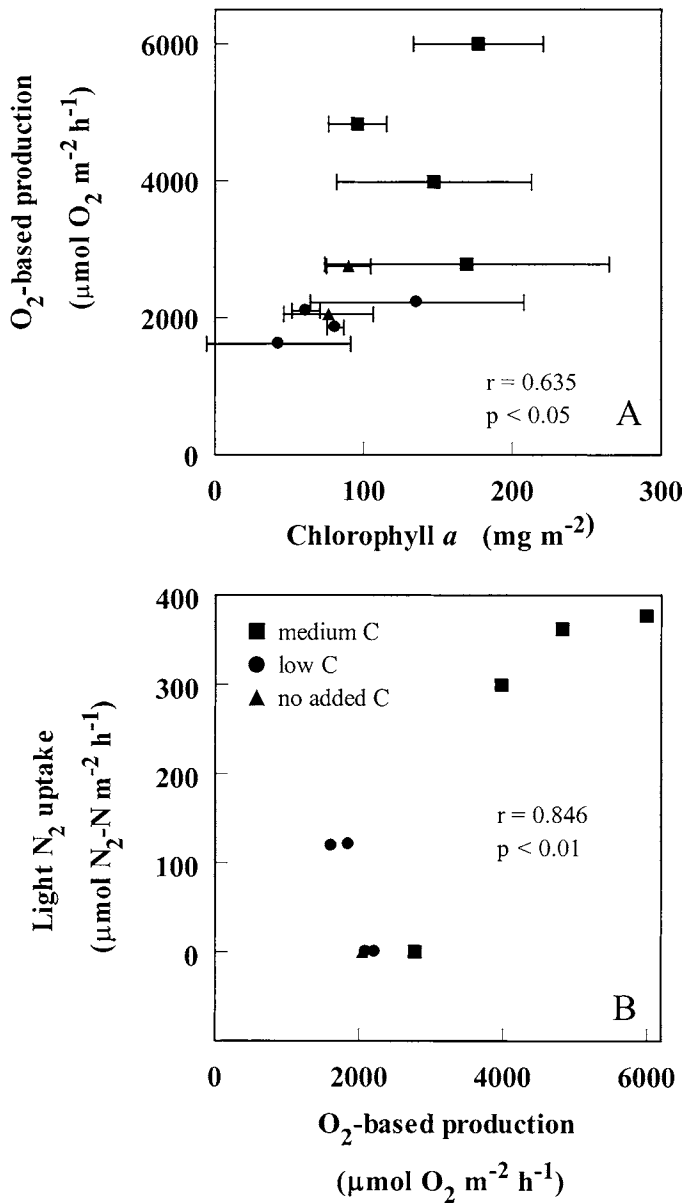 6000
4000
2000
0
O2-based production
(μmol O2 m-2 h-1)
r = 0.635
p < 0.05
A
0 100 200 300
Chlorophyll a (mg m-2)
400
300
200
100
0
Light N2 uptake
(μmol N2-N m-2 h-1)
medium C
low C
no added C
r = 0.846
p < 0.01
B
0 2000 4000 6000
O2-based production
(μmol O2 m-2 h-1)